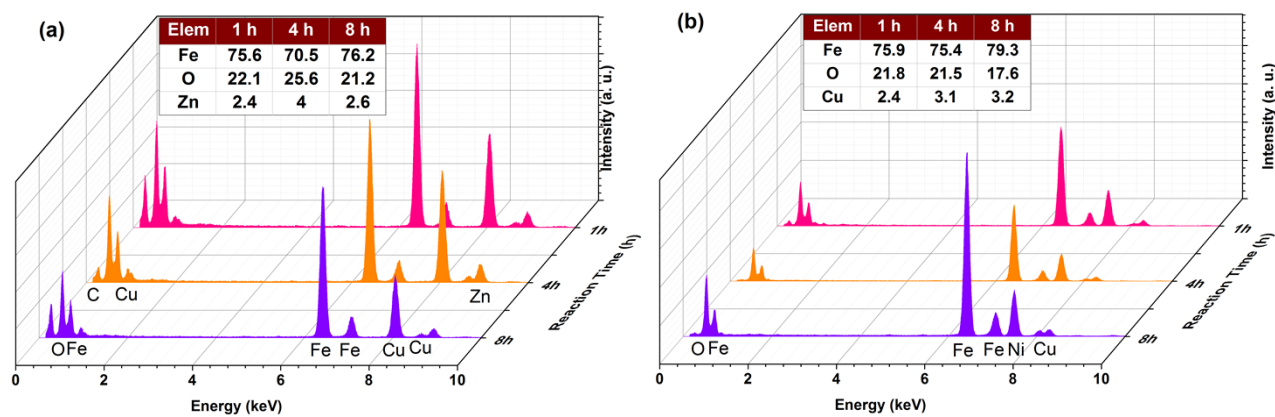 (a)
Elem 1 h 4 h 8 h
Fe 75.6 70.5 76.2
O 22.1 25.6 21.2
Zn 2.4 4 2.6
Intensity (a. u.)
1h
4h
8h
Reaction Time (h)
C Cu Zn
O Fe Fe Fe Cu Cu
0 2 4 6 8 10
Energy (keV)
(b)
Elem 1 h 4 h 8 h
Fe 75.9 75.4 79.3
O 21.8 21.5 17.6
Cu 2.4 3.1 3.2
Intensity (a. u.)
1h
4h
8h
Reaction Time (h)
O Fe Fe Fe Ni Cu
0 2 4 6 8 10
Energy (keV)